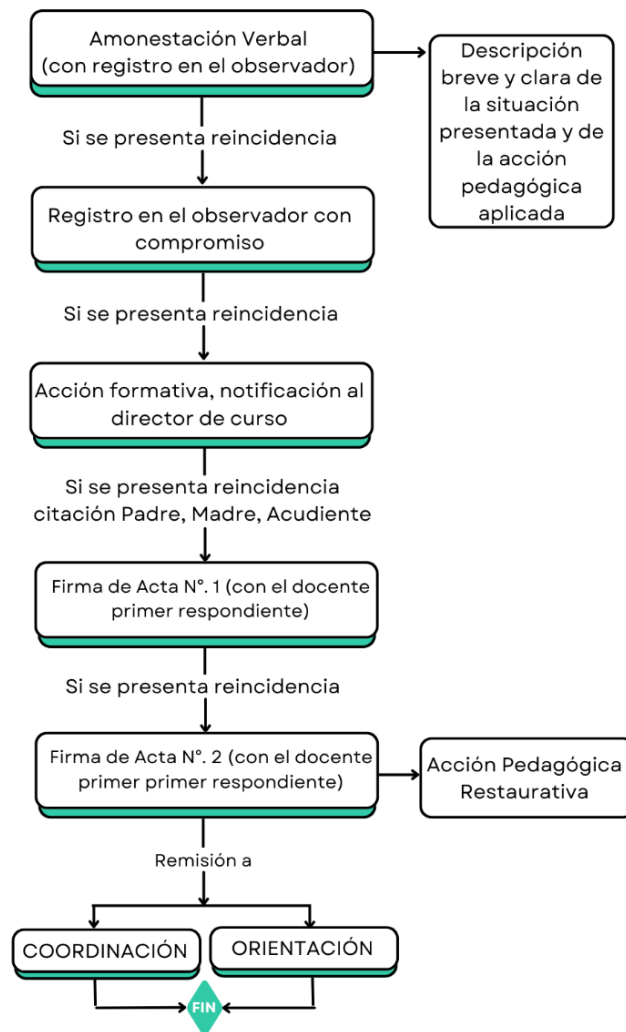 Amonestación Verbal
(con registro en el observador)
Descripción
breve y clara de
la situación
presentada y de
la acción
pedagógica
aplicada
Si se presenta reincidencia
Registro en el observador con
compromiso
Si se presenta reincidencia
Acción formativa, notificación al
director de curso
Si se presenta reincidencia
citación Padre, Madre, Acudiente
Firma de Acta N°. 1 (con el docente
primer respondiente)
Si se presenta reincidencia
Firma de Acta N°. 2 (con el docente
primer primer respondiente)
Acción Pedagógica
Restaurativa
Remisión a
COORDINACIÓN
ORIENTACIÓN
FIN